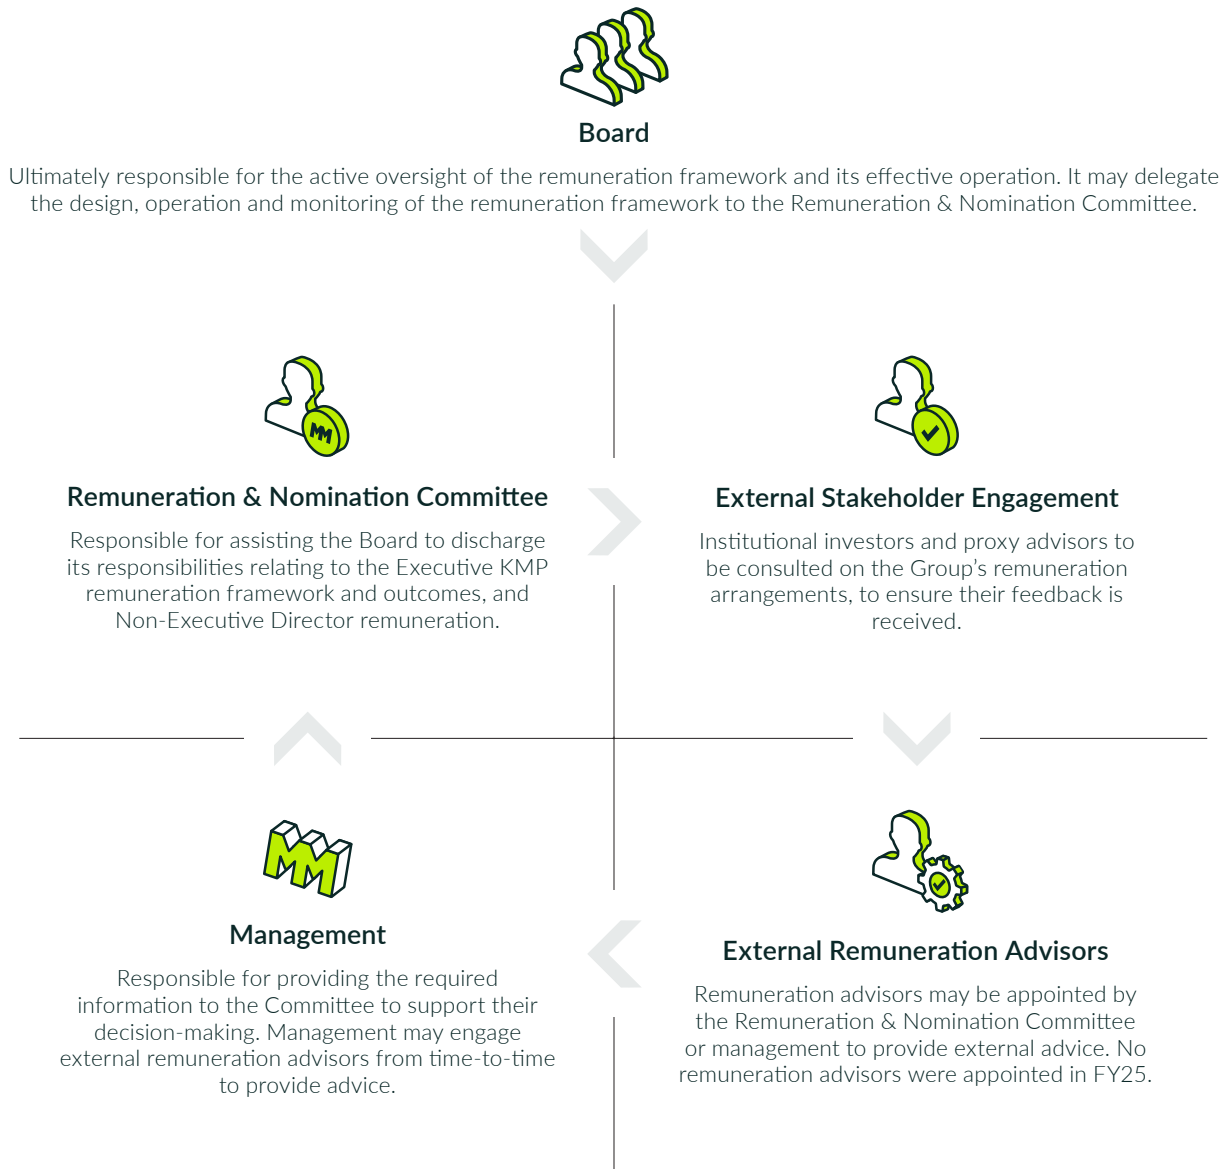 Board
Ultimately responsible for the active oversight of the remuneration framework and its effective operation. It may delegate
the design, operation and monitoring of the remuneration framework to the Remuneration & Nomination Committee.
MM
Remuneration & Nomination Committee
Responsible for assisting the Board to discharge
its responsibilities relating to the Executive KMP
remuneration framework and outcomes, and
Non-Executive Director remuneration.
External Stakeholder Engagement
Institutional investors and proxy advisors to
be consulted on the Group’s remuneration
arrangements, to ensure their feedback is
received.
MM
Management
Responsible for providing the required
information to the Committee to support their
decision-making. Management may engage
external remuneration advisors from time-to-time
to provide advice.
External Remuneration Advisors
Remuneration advisors may be appointed by
the Remuneration & Nomination Committee
or management to provide external advice. No
remuneration advisors were appointed in FY25.